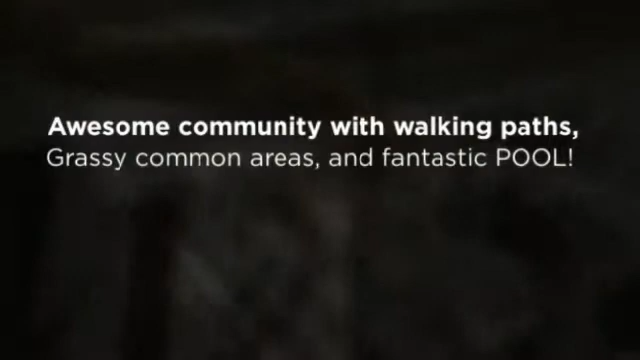 Awesome community with walking paths,
Grassy common areas, and fantastic POOL!